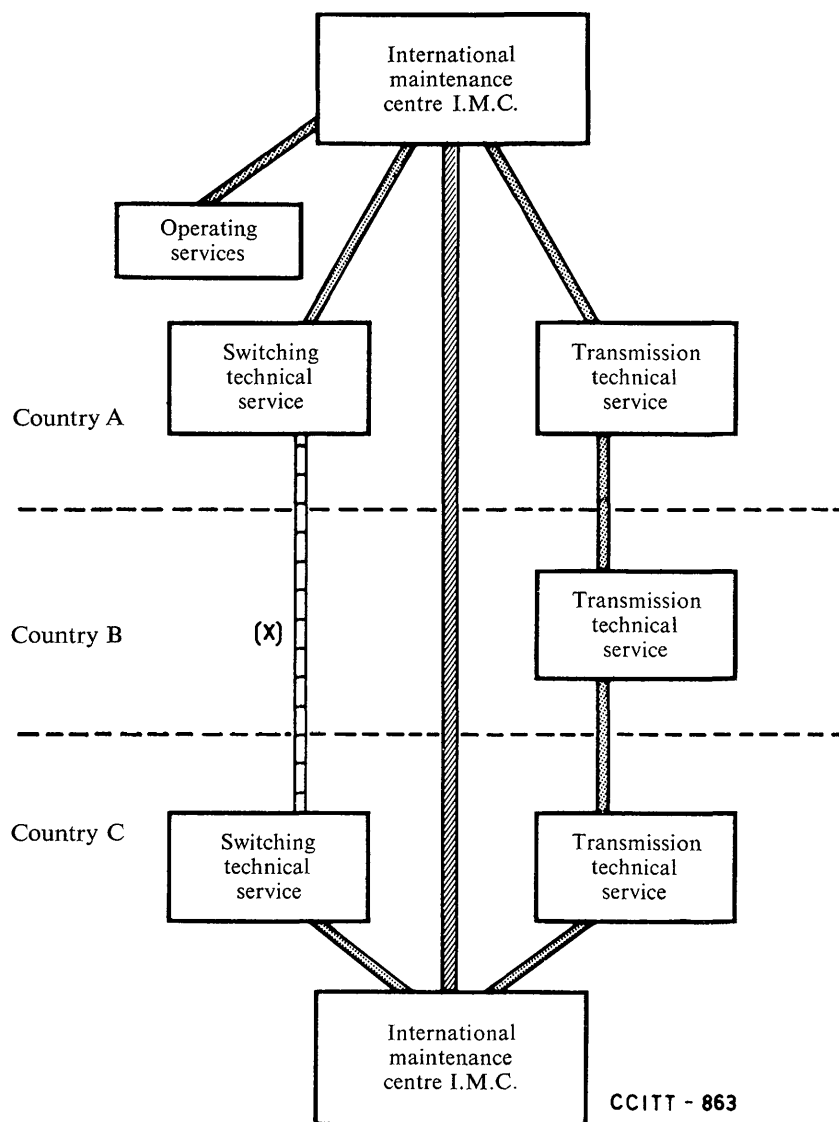 International
maintenance
centre I.M.C.
Operating
services
Switching
technical
service
Transmission
technical
service
Country A
Transmission
technical
service
Country B
(X)
Country C
Switching
technical
service
Transmission
technical
service
International
maintenance
centre I.M.C.
CCITT - 863